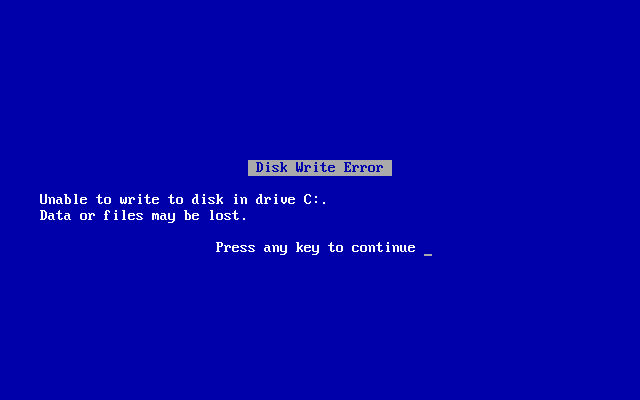 Disk Write Error
Unable to write to disk in drive C:.
Data or files may be lost.
Press any key to continue _